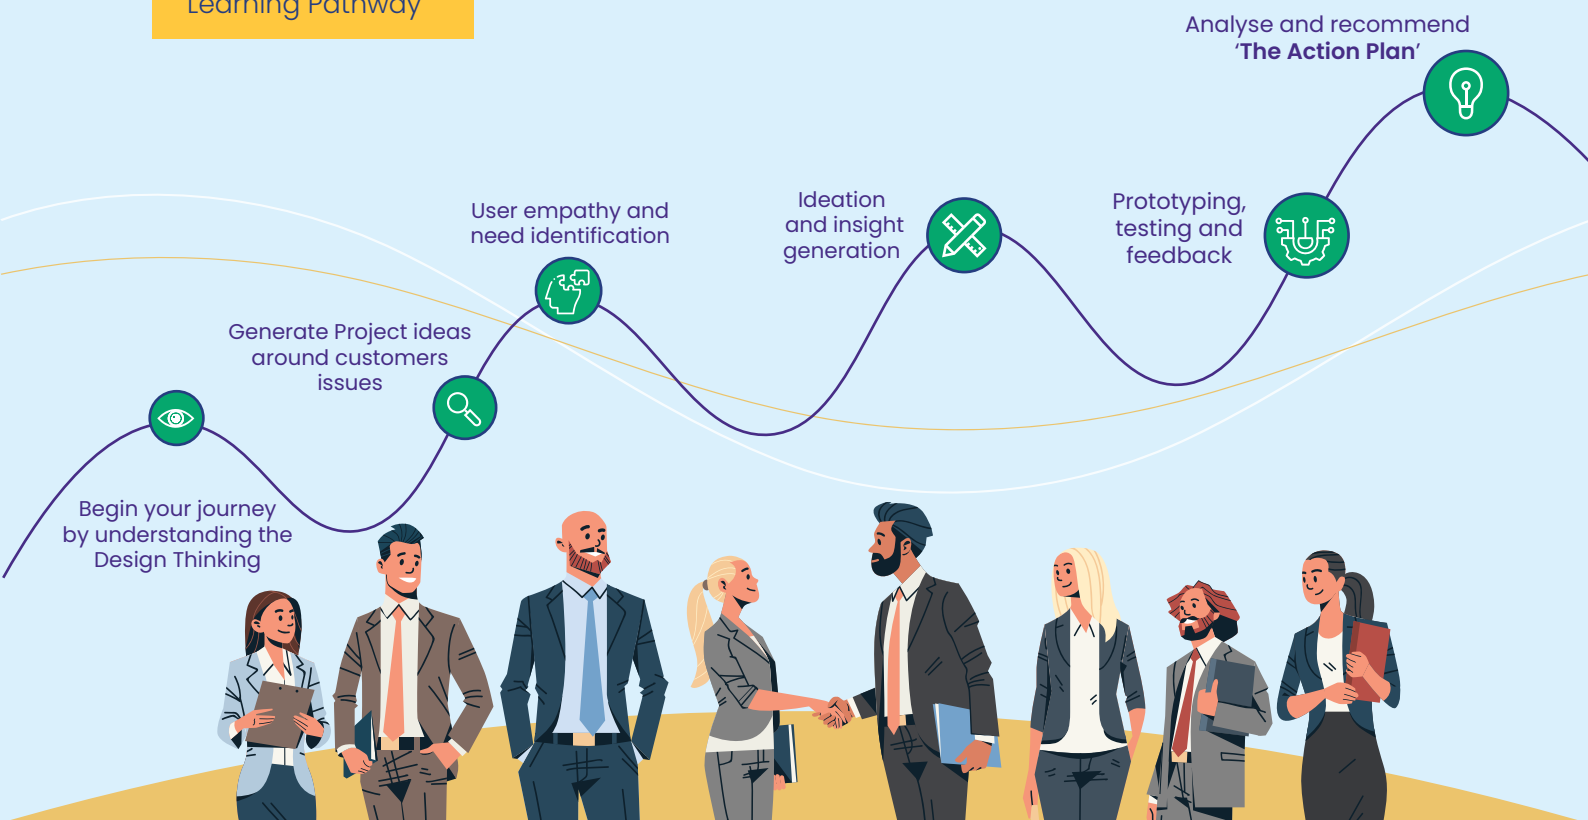 Learning Pathway
Analyse and recommend
‘The Action Plan’
User empathy and
need identification
Ideation
and insight
generation
Prototyping,
testing and
feedback
Generate Project ideas
around customers
issues
Begin your journey
by understanding the
Design Thinking